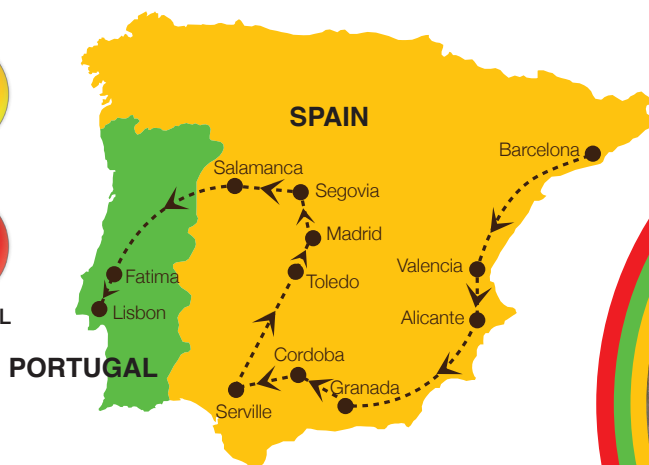 SPAIN
Barcelona
Salamanca
Segovia
Madrid
Valencia
Toledo
Fatima
Lisbon
Alicante
L
PORTUGAL
Cordoba
Granada
Serville